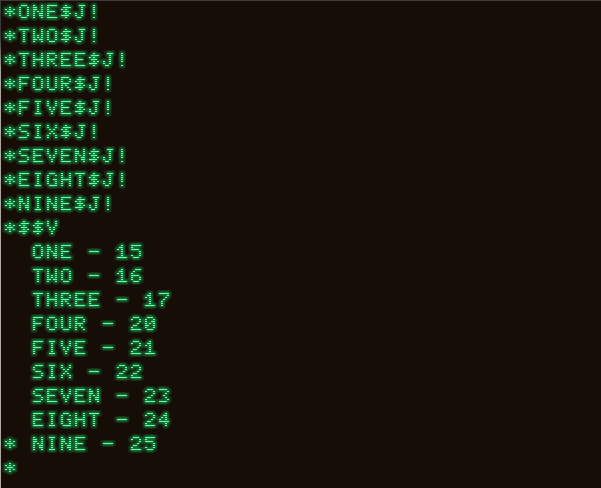 *ONE$J!
*TWO$J!
*THREE$J!
*FOUR$J!
*FIVE$J!
*SIX$J!
*SEVEN$J!
*EIGHT$J!
*NINE$J!
*$$V
  ONE - 15
  TWO - 16
  THREE - 17
  FOUR - 20
  FIVE - 21
  SIX - 22
  SEVEN - 23
  EIGHT - 24
* NINE - 25
*